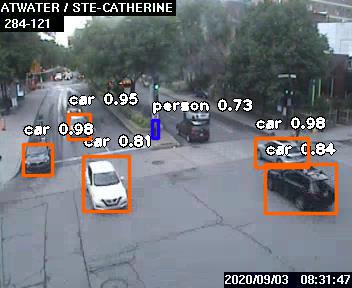 ATWATER / STE-CATHERINE
284-121
car 0.95
person 0.73
car 0.98
car 0.98
car 0.81
car 0.84
2020/09/03 08:31:47